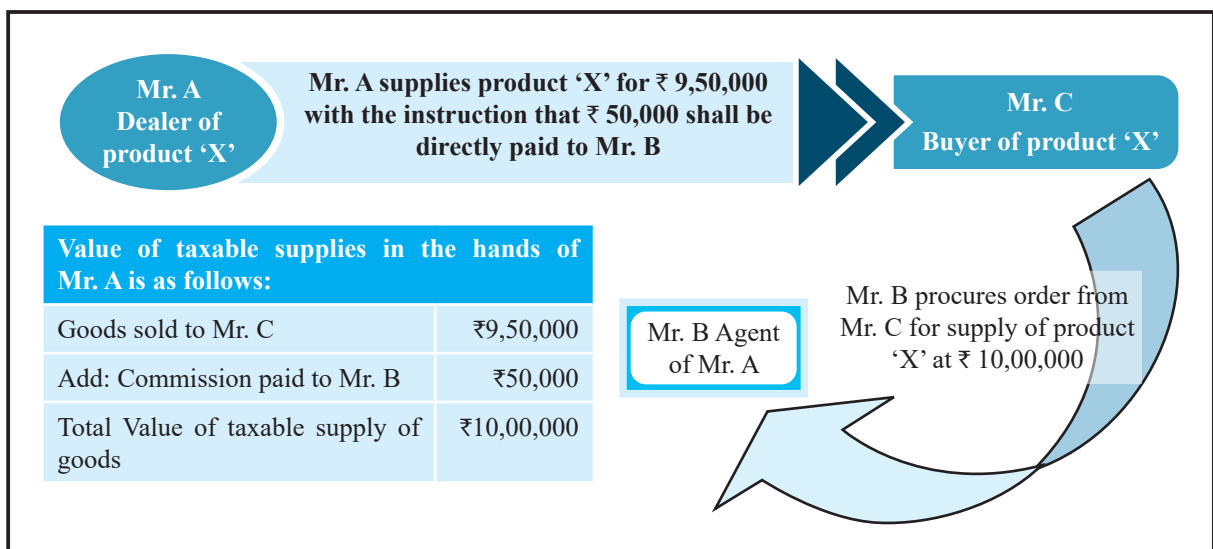 Mr. A
Dealer of
product ‘X’
Mr. A supplies product ‘X’ for ₹ 9,50,000
with the instruction that ₹ 50,000 shall be
directly paid to Mr. B
Mr. C
Buyer of product ‘X’
Value of taxable supplies in the hands of
Mr. A is as follows:
Goods sold to Mr. C ₹9,50,000
Add: Commission paid to Mr. B ₹50,000
Total Value of taxable supply of ₹10,00,000
goods
Mr. B Agent
of Mr. A
Mr. B procures order from
Mr. C for supply of product
‘X’ at ₹ 10,00,000